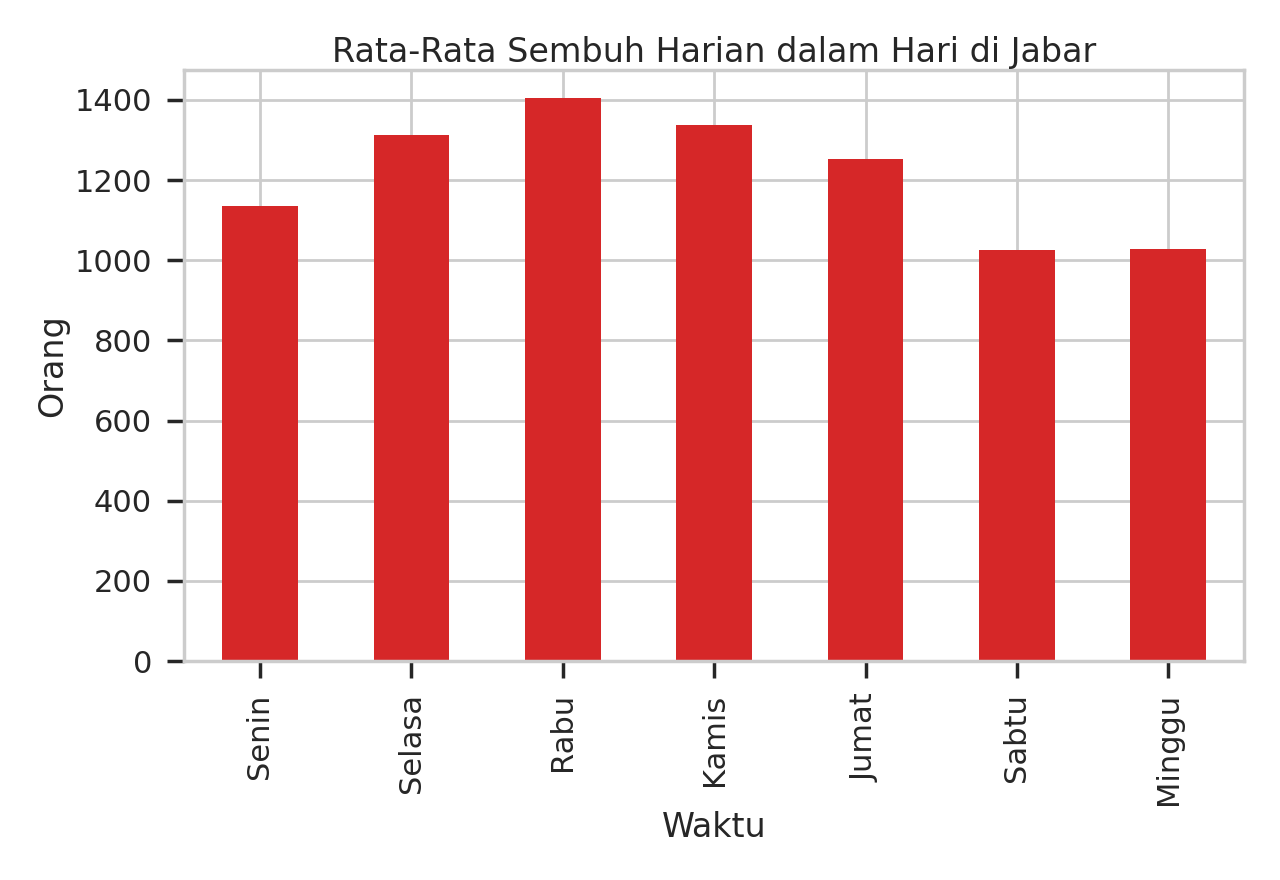 Rata-Rata Sembuh Harian dalam Hari di Jabar
1400
1200
1000
800
600
400
200
0
Orang
Senin
Selasa
Rabu
Kamis
Jumat
Sabtu
Minggu
Waktu